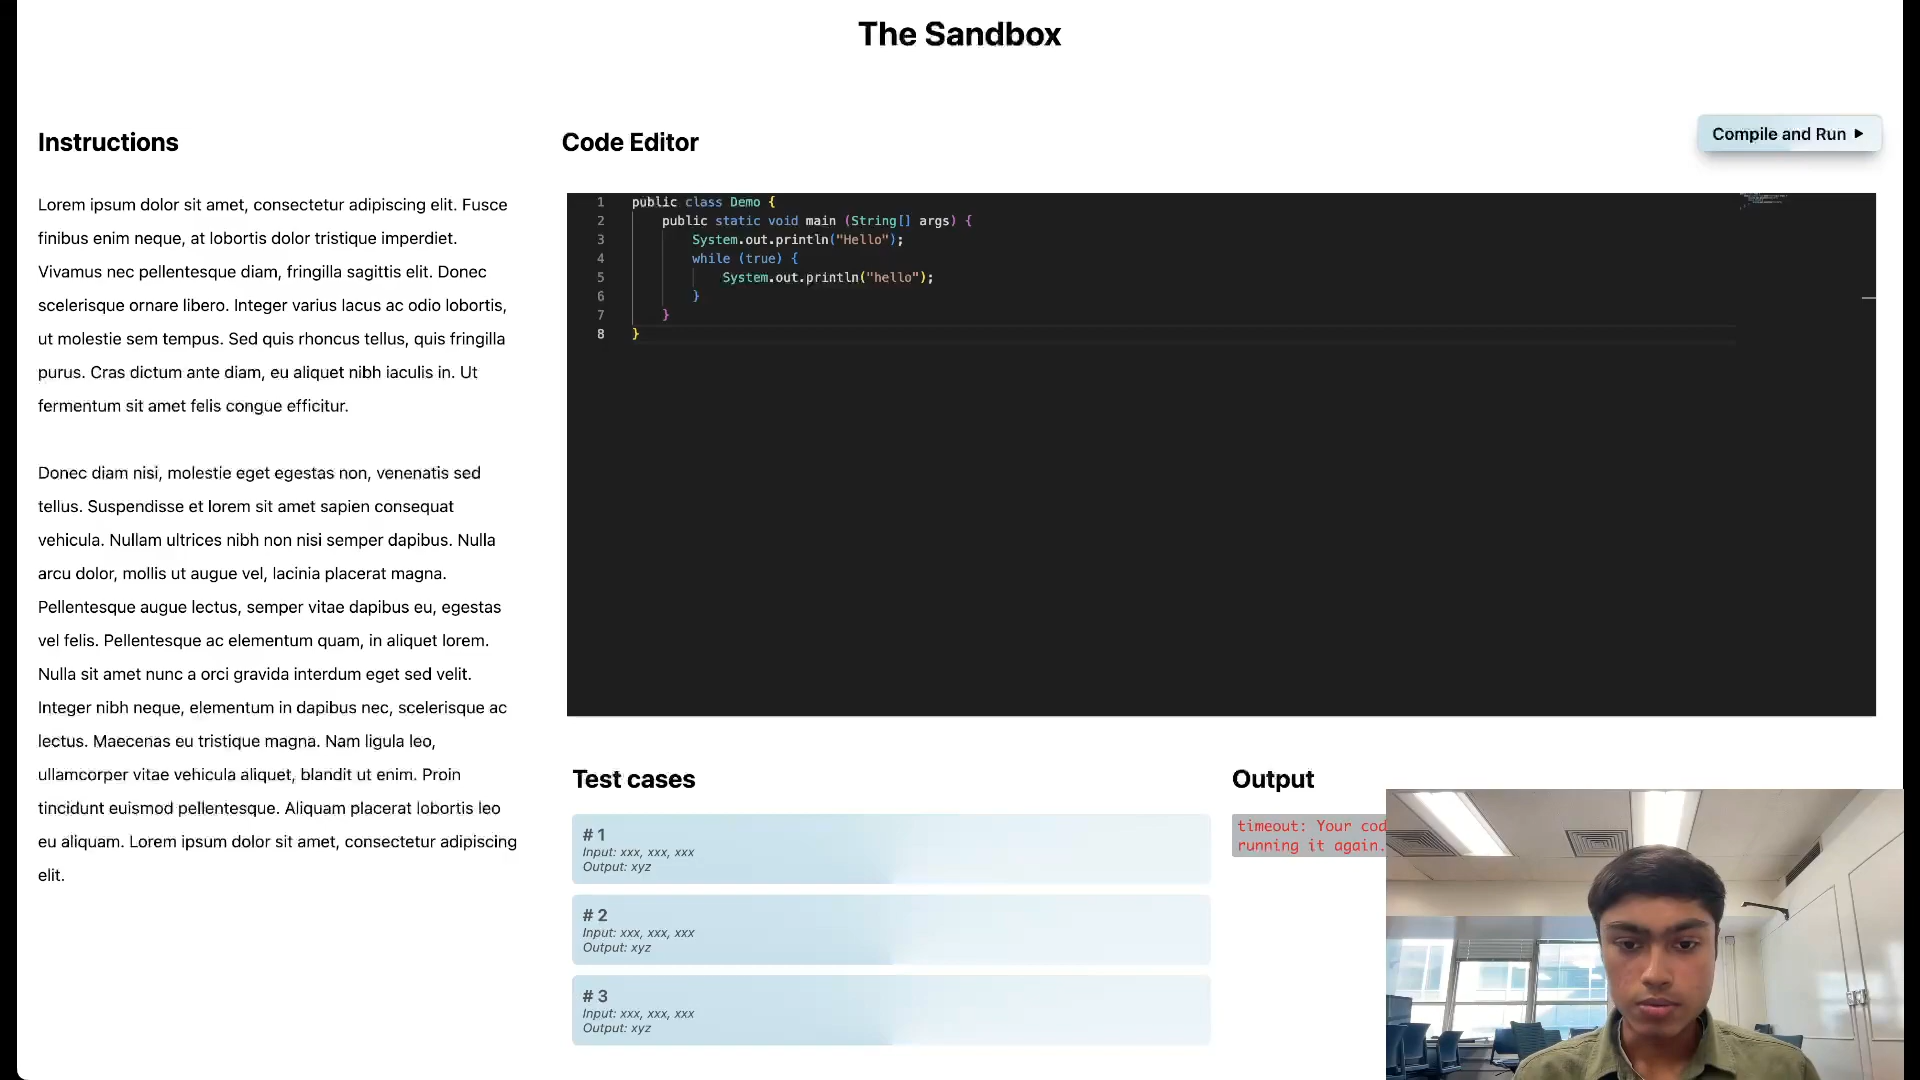 The Sandbox
Instructions
Lorem ipsum dolor sit amet, consectetur adipiscing elit. Fusce
finibus enim neque, at lobortis dolor tristique imperdiet.
Vivamus nec pellentesque diam, fringilla sagittis elit. Donec
scelerisque ornare libero. Integer varius lacus ac odio lobortis,
ut molestie sem tempus. Sed quis rhoncus tellus, quis fringilla
purus. Cras dictum ante diam, eu aliquet nibh iaculis in. Ut
fermentum sit amet felis congue efficitur.
Donec diam nisi, molestie eget egestas non, venenatis sed
tellus. Suspendisse et lorem sit amet sapien consequat
vehicula. Nullam ultrices nibh non nisi semper dapibus. Nulla
arcu dolor, mollis ut augue vel, lacinia placerat magna.
Pellentesque augue lectus, semper vitae dapibus eu, egestas
vel felis. Pellentesque ac elementum quam, in aliquet lorem.
Nulla sit amet nunc a orci gravida interdum eget sed velit.
Integer nibh neque, elementum in dapibus nec, scelerisque ac
lectus. Maecenas eu tristique magna. Nam ligula leo,
ullamcorper vitae vehicula aliquet, blandit ut enim. Proin
tincidunt euismod pellentesque. Aliquam placerat lobortis leo
eu aliquam. Lorem ipsum dolor sit amet, consectetur adipiscing
elit.
Code Editor
Compile and Run
1 public class Demo {
2 public static void main (String[] args) {
3 System.out.println("Hello");
4 while (true) {
5 System.out.println("hello");
6 }
7 }
8 }
Test cases
# 1
Input: xxx, xxx, xxx
Output: xyz
# 2
Input: xxx, xxx, xxx
Output: xyz
# 3
Input: xxx, xxx, xxx
Output: xyz
Output
timeout: Your cod
running it again.